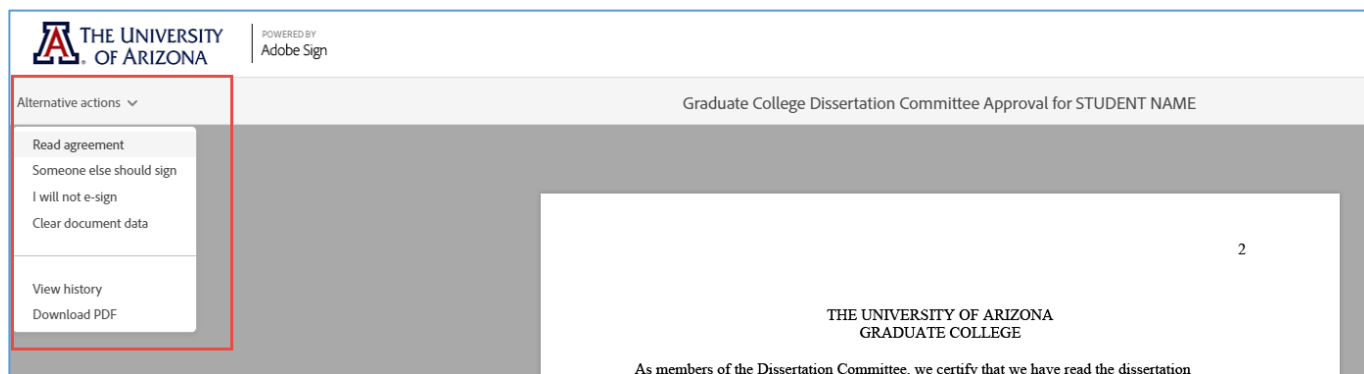 THE UNIVERSITY
OF ARIZONA
POWERED BY
Adobe Sign
Alternative actions
Graduate College Dissertation Committee Approval for STUDENT NAME
Read agreement
Someone else should sign
I will not e-sign
Clear document data
View history
Download PDF
2
THE UNIVERSITY OF ARIZONA
GRADUATE COLLEGE
As members of the Dissertation Committee, we certify that we have read the dissertation